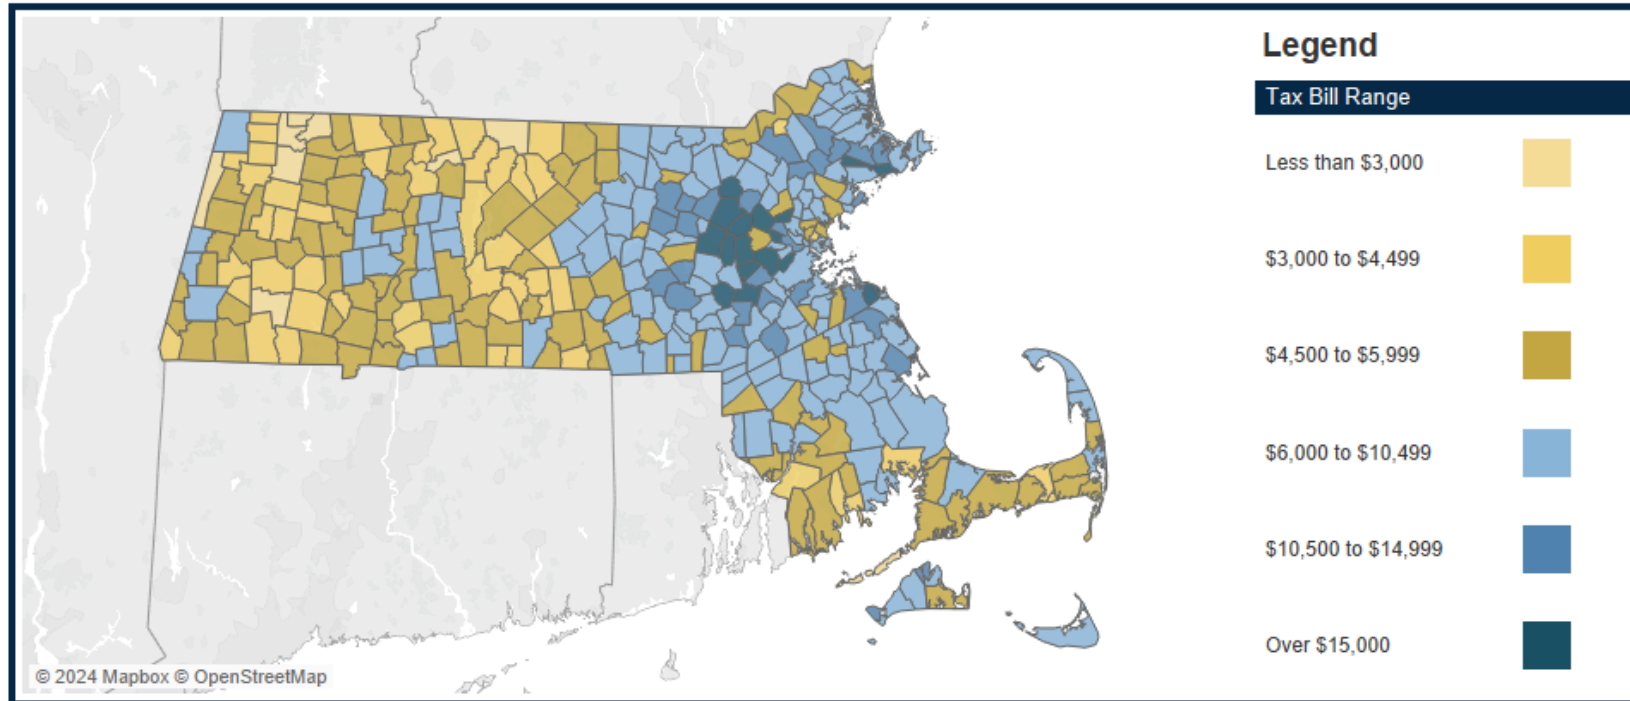 Legend
Tax Bill Range
Less than $3,000
$3,000 to $4,499
$4,500 to $5,999
$6,000 to $10,499
$10,500 to $14,999
Over $15,000
© 2024 Mapbox © OpenStreetMap